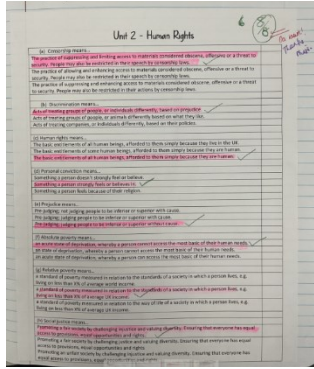 6
8
8
Unit 2 - Human Rights
(a) Censorship means...
The practice of suppressing and limiting access to materials considered obscene, offensive or a threat to
security. People may also be restricted in their speech by censorship laws.
The practice of allowing and enhancing access to materials considered obscene, offensive or a threat to
security. People may also be restricted in their speech by censorship laws.
The practice of suppressing and enhancing access to materials considered obscene, offensive or a threat
to security. People may also be restricted in their actions by censorship laws.
(b) Discrimination means...
Acts of treating groups of people, or individuals differently, based on prejudice.
Acts of treating groups of people, or animals differently based on what they like.
Acts of treating companies, or individuals differently, based on their policies.
(c) Human rights means...
The basic entitlements of all human beings, afforded to them simply because they live in the UK.
The basic entitlements of some human beings, afforded to them simply because they are human.
The basic entitlements of all human beings, afforded to them simply because they are human.
(d) Personal Conviction means...
Something a person doesn't strongly feel or believe.
Something a person strongly feels or believes in.
Something a person feels because of their religion.
(e) Prejudice means...
Pre-judging; not judging people to be inferior or superior with cause.
Pre-judging; judging people to be inferior or superior with cause.
Pre-judging; judging people to be inferior or superior without cause.
(f) Absolute poverty means...
an acute state of deprivation, whereby a person cannot access the most basic of their human needs.
an state of deprivation, whereby a person cannot access the most basic of their human needs.
an acute state of deprivation, whereby a person can access the most basic of their human needs.
(g) Relative poverty means...
a standard of poverty measured in relation to the standards of a society in which a person lives, e.g.
living on less than X% of average world income.
a standard of poverty measured in relation to the standards of a society in which a person lives, e.g.
living on less than X% of average UK income.
a standard of poverty measured in relation to the way of life of a society in which a person lives, e.g.
living on less than X% of average UK income.
(h) Social justice means...
Promoting a fair society by challenging injustice and valuing diversity. Ensuring that everyone has equal
access to provisions, equal opportunities and rights.
Promoting a fair society by challenging justice and valuing diversity. Ensuring that everyone has equal
access to provisions, equal opportunities and rights.
Promoting an unfair society by challenging injustice and valuing diversity. Ensuring that everyone has
access to provisions, equal